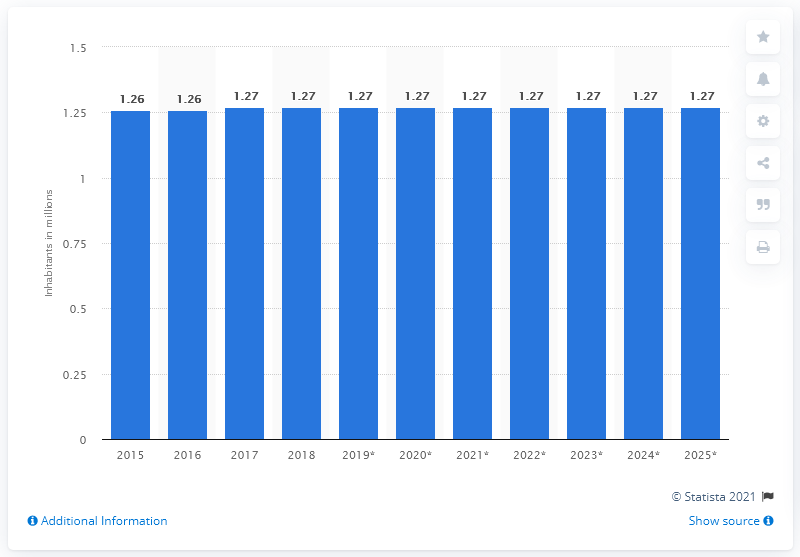 1.5
1.25
1
0.75
0.5
0.25
0
Inhabitants in millions
1.26 1.26 1.27 1.27 1.27 1.27 1.27 1.27 1.27 1.27 1.27
2015 2016 2017 2018 2019* 2020* 2021* 2022* 2023* 2024* 2025*
© Statista 2021
Additional Information
Show source